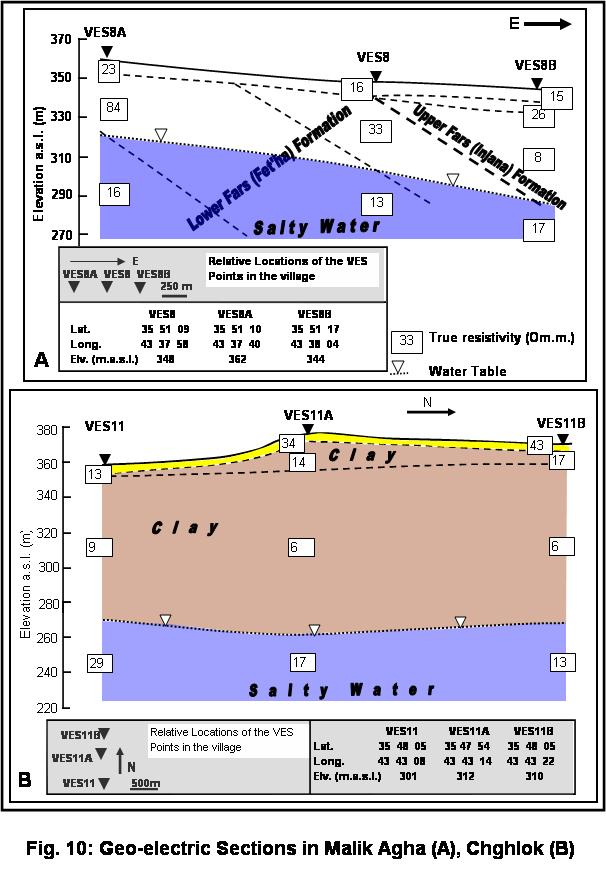 E
VES8A
VES8
VES8B
370
350
330
310
290
270
Elevation a.s.l. (m)
23
84
16
16
33
13
15
26
8
17
Lower Fars (Fet'ha) Formation
Upper Fars (Injana) Formation
Salty Water
E
VES8A VES8 VES8B
250 m
Relative Locations of the VES
Points in the village
VES8 VES8A VES8B
Lat. 35 51 09 35 51 10 35 51 17
Long. 43 37 58 43 37 40 43 38 04
Elv. (m.a.s.l.) 348 362 344
33 True resistivity (Om.m.)
Water Table
A
N
VES11
VES11A
VES11B
380
360
340
320
300
280
260
240
220
Elevation a.s.l. (m)
13
9
29
34
14
6
17
43
17
6
13
Clay
Clay
Salty Water
VES11B
VES11A
VES11
N
500m
Relative Locations of the VES
Points in the village
VES11 VES11A VES11B
Lat. 35 48 05 35 47 54 35 48 05
Long. 43 43 08 43 43 14 43 43 22
Elv. (m.a.s.l.) 301 312 310
B
Fig. 10: Geo-electric Sections in Malik Agha (A), Chghlok (B)